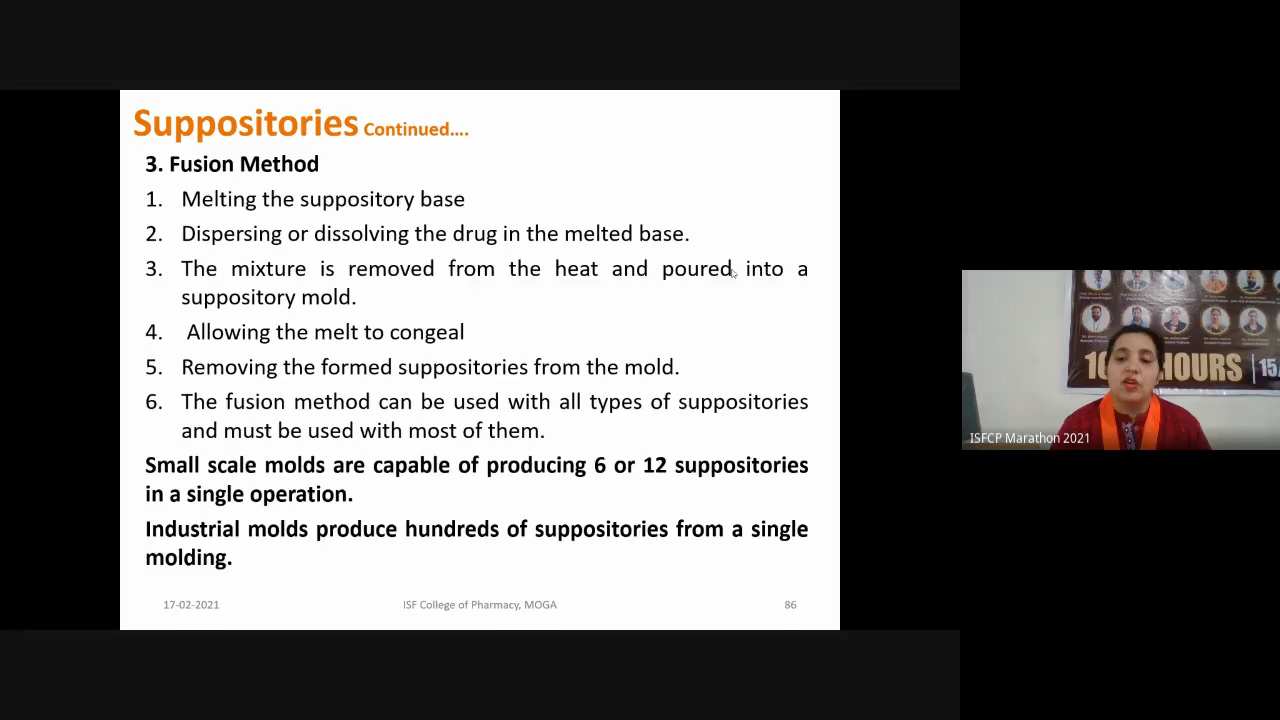 Suppositories Continued....
3. Fusion Method
1. Melting the suppository base
2. Dispersing or dissolving the drug in the melted base.
3. The mixture is removed from the heat and poured into a
suppository mold.
4. Allowing the melt to congeal
5. Removing the formed suppositories from the mold.
6. The fusion method can be used with all types of suppositories
and must be used with most of them.
Small scale molds are capable of producing 6 or 12 suppositories
in a single operation.
Industrial molds produce hundreds of suppositories from a single
molding.
17-02-2021 ISF College of Pharmacy, MOGA 86
HOURS 15
ISFCP Marathon 2021